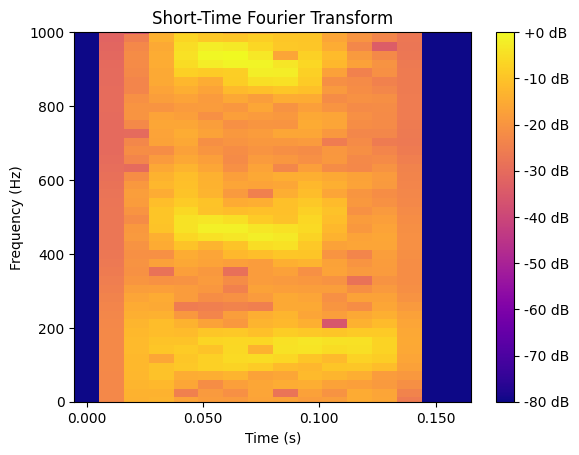 Short-Time Fourier Transform
1000
800
600
400
200
0
Frequency (Hz)
0.000
0.050
0.100
0.150
Time (s)
+0 dB
-10 dB
-20 dB
-30 dB
-40 dB
-50 dB
-60 dB
-70 dB
-80 dB